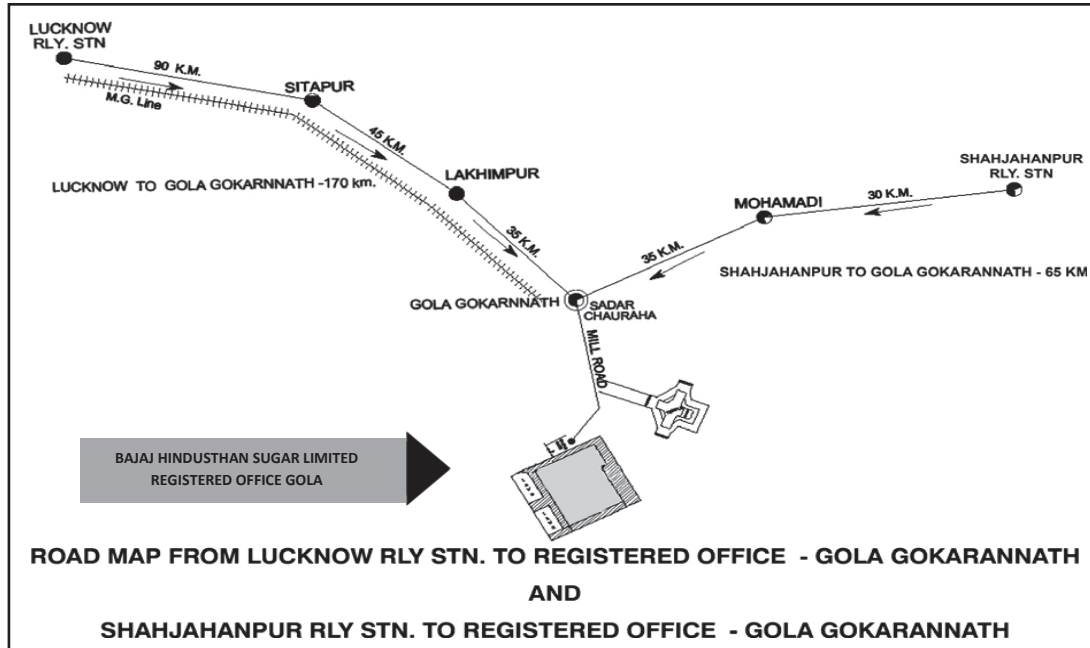 LUCKNOW
RLY. STN
90 K.M.
M.G. Line
SITAPUR
45 K.M.
LUCKNOW TO GOLA GOKARNNATH -170 km.
LAKHIMPUR
35 K.M.
SHAHJAHANPUR
RLY. STN
30 K.M.
MOHAMADI
35 K.M.
SHAHJAHANPUR TO GOLA GOKARANNATH - 65 KM
GOLA GOKARNNATH
SADAR
CHAURAHA
MILL ROAD
BAJAJ HINDUSTHAN SUGAR LIMITED
REGISTERED OFFICE GOLA
ROAD MAP FROM LUCKNOW RLY STN. TO REGISTERED OFFICE - GOLA GOKARANNATH
AND
SHAHJAHANPUR RLY STN. TO REGISTERED OFFICE - GOLA GOKARANNATH